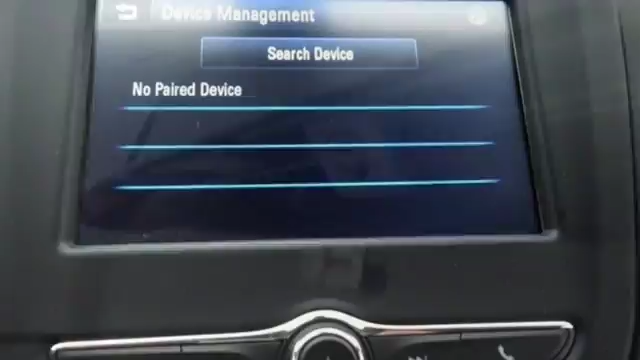 Device Management
Search Device
No Paired Device